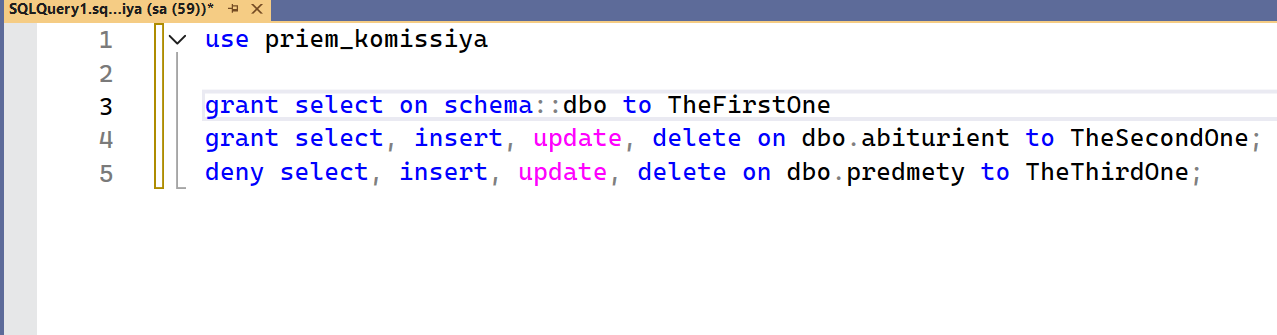 SQLQuery1.sq...iya (sa (59))*
1 use priem_komissiya
2
3 grant select on schema::dbo to TheFirstOne
4 grant select, insert, update, delete on dbo.abiturient to TheSecondOne;
5 deny select, insert, update, delete on dbo.predmety to TheThirdOne;